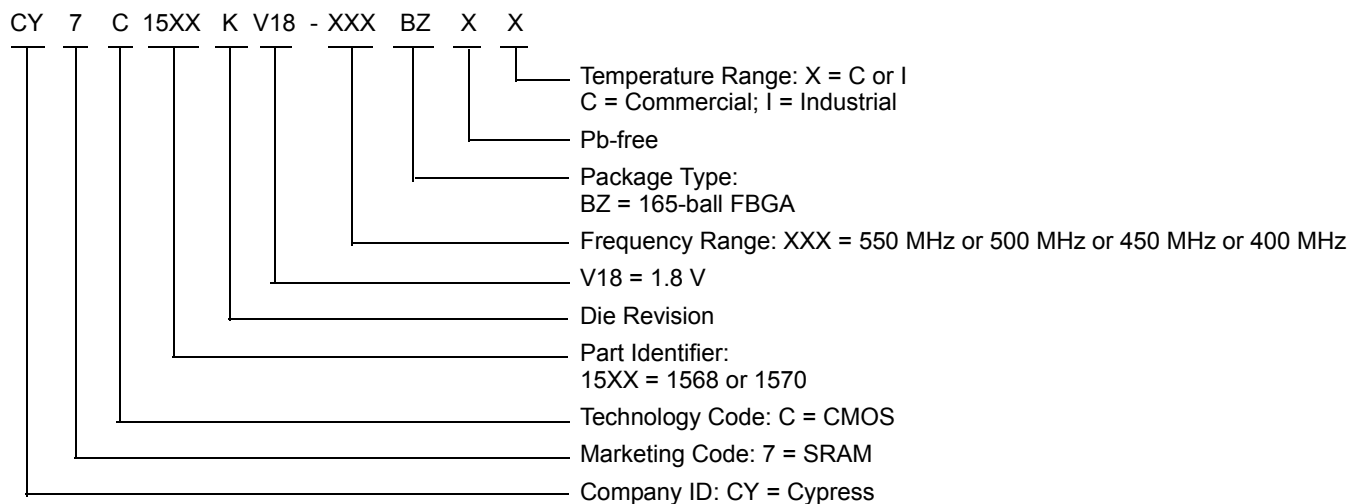 CY 7 C 15XX K V18 - XXX BZ X X
Temperature Range: X = C or I
C = Commercial; I = Industrial
Pb-free
Package Type:
BZ = 165-ball FBGA
Frequency Range: XXX = 550 MHz or 500 MHz or 450 MHz or 400 MHz
V18 = 1.8 V
Die Revision
Part Identifier:
15XX = 1568 or 1570
Technology Code: C = CMOS
Marketing Code: 7 = SRAM
Company ID: CY = Cypress